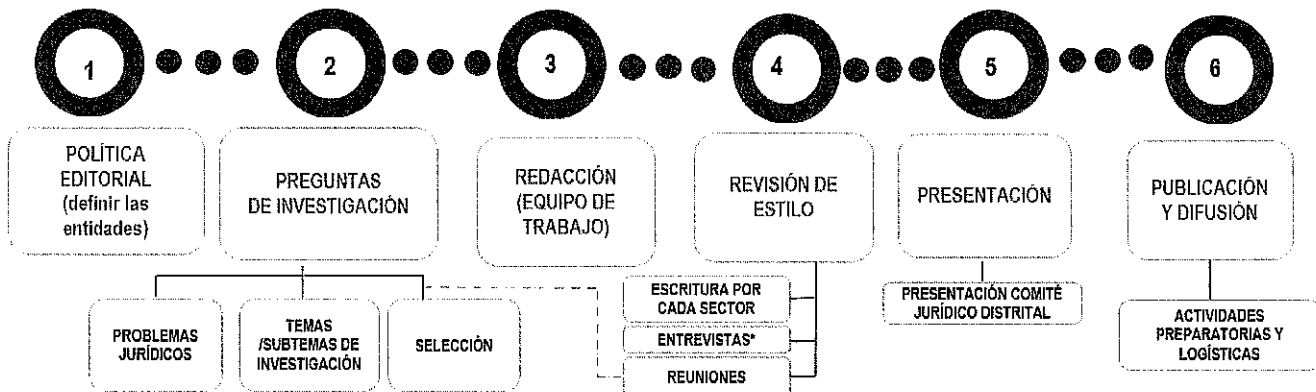 1
2
3
4
5
6
POLÍTICA
EDITORIAL
(definir las
entidades)
PREGUNTAS
DE INVESTIGACIÓN
REDACCIÓN
(EQUIPO DE
TRABAJO)
REVISIÓN DE
ESTILO
PRESENTACIÓN
PUBLICACIÓN
Y DIFUSIÓN
PROBLEMAS
JURÍDICOS
TEMAS
/SUBTEMAS DE
INVESTIGACIÓN
SELECCIÓN
ESCRITURA POR
CADA SECTOR
ENTREVISTAS*
REUNIONES
PRESENTACIÓN COMITÉ
JURÍDICO DISTRITAL
ACTIVIDADES
PREPARATORIAS Y
LOGÍSTICAS